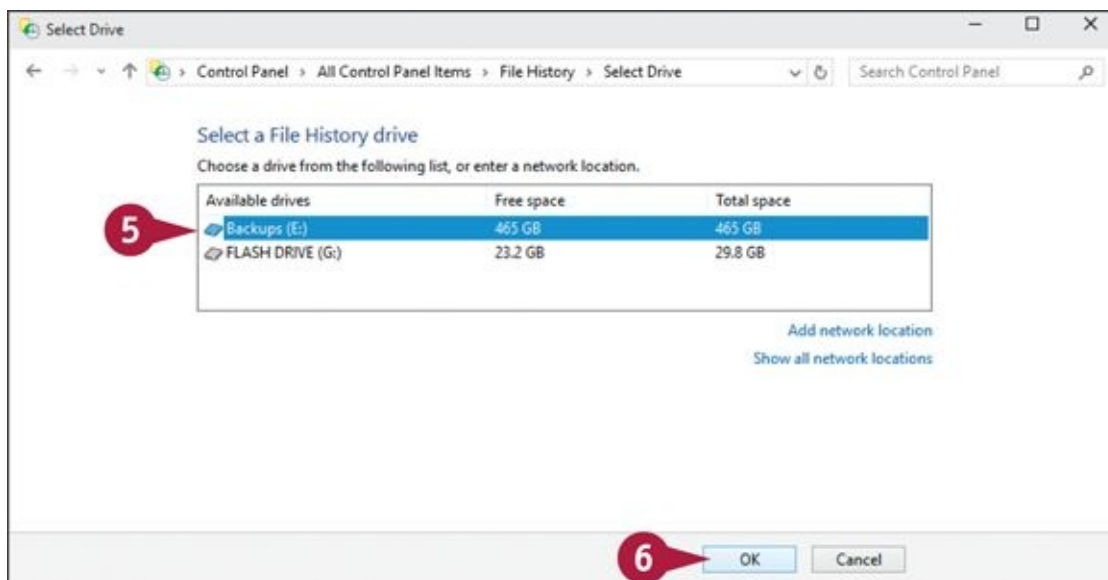 Select Drive
Control Panel > All Control Panel Items > File History > Select Drive
Search Control Panel
Select a File History drive
Choose a drive from the following list, or enter a network location.
Available drives Free space Total space
5
Backups (E:) 465 GB 465 GB
FLASH DRIVE (G:) 23.2 GB 29.8 GB
Add network location
Show all network locations
6
OK Cancel